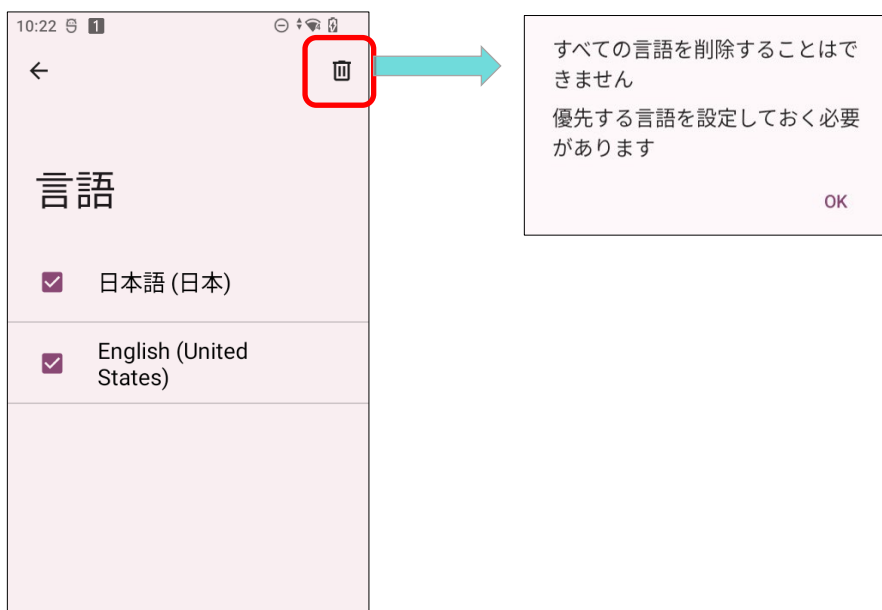 10:22
1
言語
日本語 (日本)
English (United
States)
すべての言語を削除することはで
きません
優先する言語を設定しておく必要
があります
OK